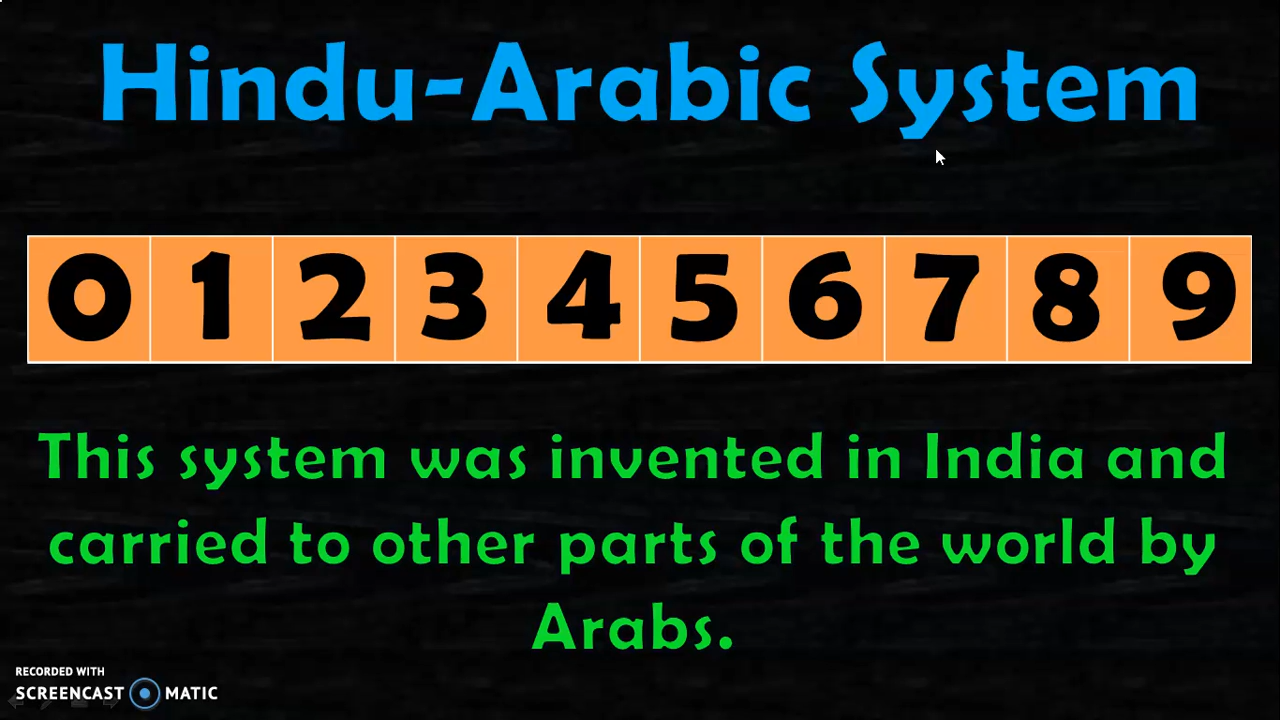 Hindu-Arabic System
0 1 2 3 4 5 6 7 8 9
This system was invented in India and
carried to other parts of the world by
Arabs.
RECORDED WITH
SCREENCAST MATIC